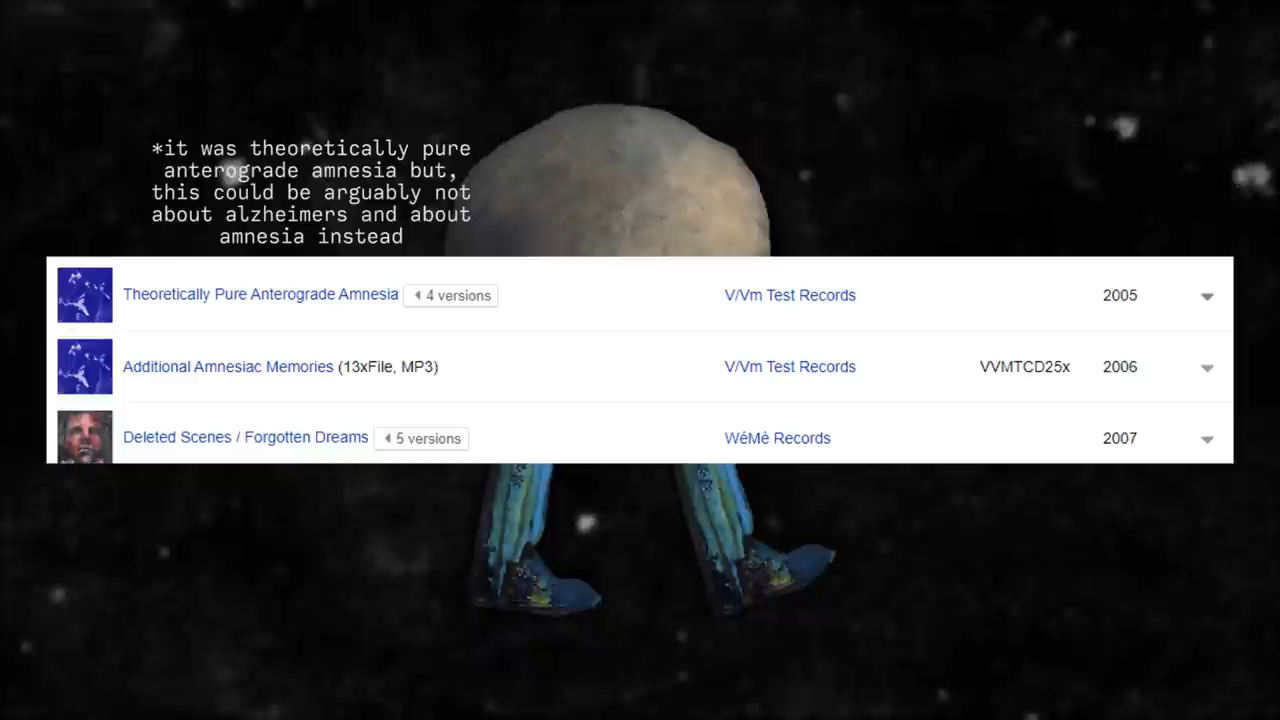 *it was theoretically pure
anterograde amnesia but,
this could be arguably not
about alzheimers and about
amnesia instead
Theoretically Pure Anterograde Amnesia 4 versions V/Vm Test Records 2005
Additional Amnesiac Memories (13xFile, MP3) V/Vm Test Records VVMTCD25x 2006
Deleted Scenes / Forgotten Dreams 5 versions WéMè Records 2007